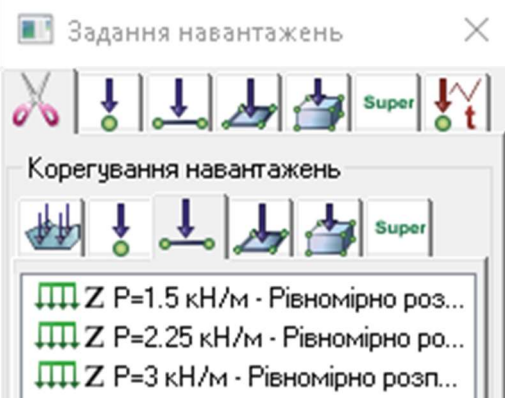 Задання навантажень
Super t
Корегування навантажень
Super
Z P=1.5 кН/м - Рівномірно роз...
Z P=2.25 кН/м - Рівномірно ро...
Z P=3 кН/м - Рівномірно розп...